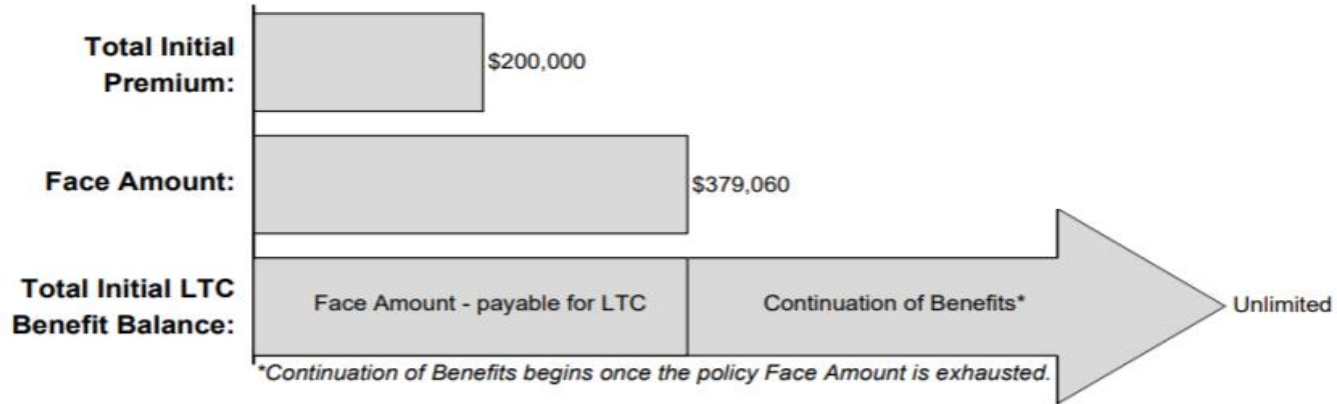 Total Initial
Premium:
$200,000
Face Amount:
$379,060
Total Initial LTC
Benefit Balance:
Face Amount - payable for LTC
Continuation of Benefits*
Unlimited
*Continuation of Benefits begins once the policy Face Amount is exhausted.